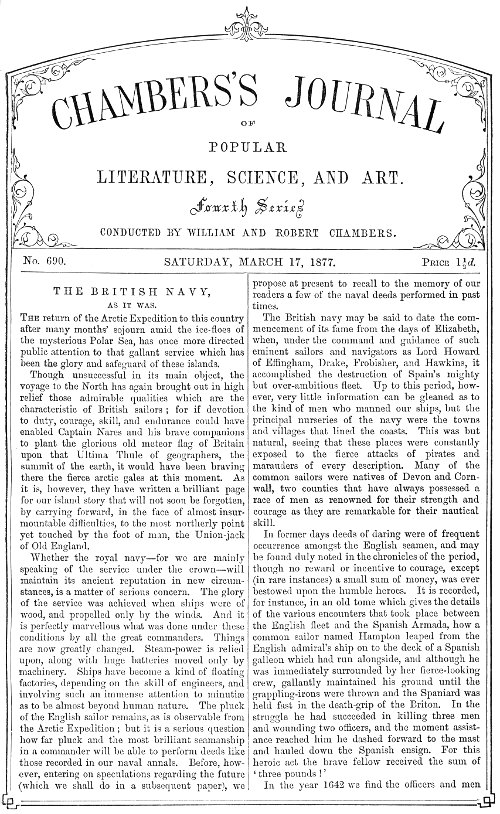 CHAMBERS'S JOURNAL
OF
POPULAR
LITERATURE, SCIENCE, AND ART.
Fourth Series
CONDUCTED BY WILLIAM AND ROBERT CHAMBERS.
No. 690.
SATURDAY, MARCH 17, 1877.
PRICE 1½d.
THE BRITISH NAVY,
AS IT WAS.
THE return of the Arctic Expedition to this country
after many months' sojourn amid the ice-floes of
the mysterious Polar Sea, has once more directed
public attention to that gallant service which has
been the glory and safeguard of these islands.
Though unsuccessful in its main object, the
voyage to the North has again brought out in high
relief those admirable qualities which are the
characteristic of British sailors; for if devotion
to duty, courage, skill, and endurance could have
enabled Captain Nares and his brave companions
to plant the glorious old meteor flag of Britain
upon that Ultima Thule of geographers, the
summit of the earth, it would have been braving
there the fierce arctic gales at this moment. As
it is, however, they have written a brilliant page
for our island story that will not soon be forgotten,
by carrying forward, in the face of almost insur-
mountable difficulties, to the most northerly point
yet touched by the foot of man, the Union-jack
of Old England.
Whether the royal navy—for we are mainly
speaking of the service under the crown—will
maintain its ancient reputation in new circum-
stances, is a matter of serious concern. The glory
of the service was achieved when ships were of
wood, and propelled only by the winds. And it
is perfectly marvellous what was done under these
conditions by all the great commanders. Things
are now greatly changed. Steam-power is relied
upon, along with huge batteries moved only by
machinery. Ships have become a kind of floating
factories, depending on the skill of engineers, and
involving such an immense attention to minutiæ
as to be almost beyond human nature. The pluck
of the English sailor remains, as is observable from
the Arctic Expedition; but it is a serious question
how far pluck and the most brilliant seamanship
in a commander will be able to perform deeds like
those recorded in our naval annals. Before, how-
ever, entering on speculations regarding the future
(which we shall do in a subsequent paper), we
propose at present to recall to the memory of our
readers a few of the naval deeds performed in past
times.
The British navy may be said to date the com-
mencement of its fame from the days of Elizabeth,
when, under the command and guidance of such
eminent sailors and navigators as Lord Howard
of Effingham, Drake, Frobisher, and Hawkins, it
accomplished the destruction of Spain's mighty
but over-ambitious fleet. Up to this period, how-
ever, very little information can be gleaned as to
the kind of men who manned our ships, but the
principal nurseries of the navy were the towns
and villages that lined the coasts. This was but
natural, seeing that these places were constantly
exposed to the fierce attacks of pirates and
marauders of every description. Many of the
common sailors were natives of Devon and Corn-
wall, two counties that have always possessed a
race of men as renowned for their strength and
courage as they are remarkable for their nautical
skill.
In former days deeds of daring were of frequent
occurrence amongst the English seamen, and may
be found duly noted in the chronicles of the period,
though no reward or incentive to courage, except
(in rare instances) a small sum of money, was ever
bestowed upon the humble heroes. It is recorded,
for instance, in an old tome which gives the details
of the various encounters that took place between
the English fleet and the Spanish Armada, how a
common sailor named Hampton leaped from the
English admiral's ship on to the deck of a Spanish
galleon which had run alongside, and although he
was immediately surrounded by her fierce-looking
crew, gallantly maintained his ground until the
grappling-irons were thrown and the Spaniard was
held fast in the death-grip of the Briton. In the
struggle he had succeeded in killing three men
and wounding two officers, and the moment assist-
ance reached him he dashed forward to the mast
and hauled down the Spanish ensign. For this
heroic act the brave fellow received the sum of
'three pounds!'
In the year 1642 we find the officers and men